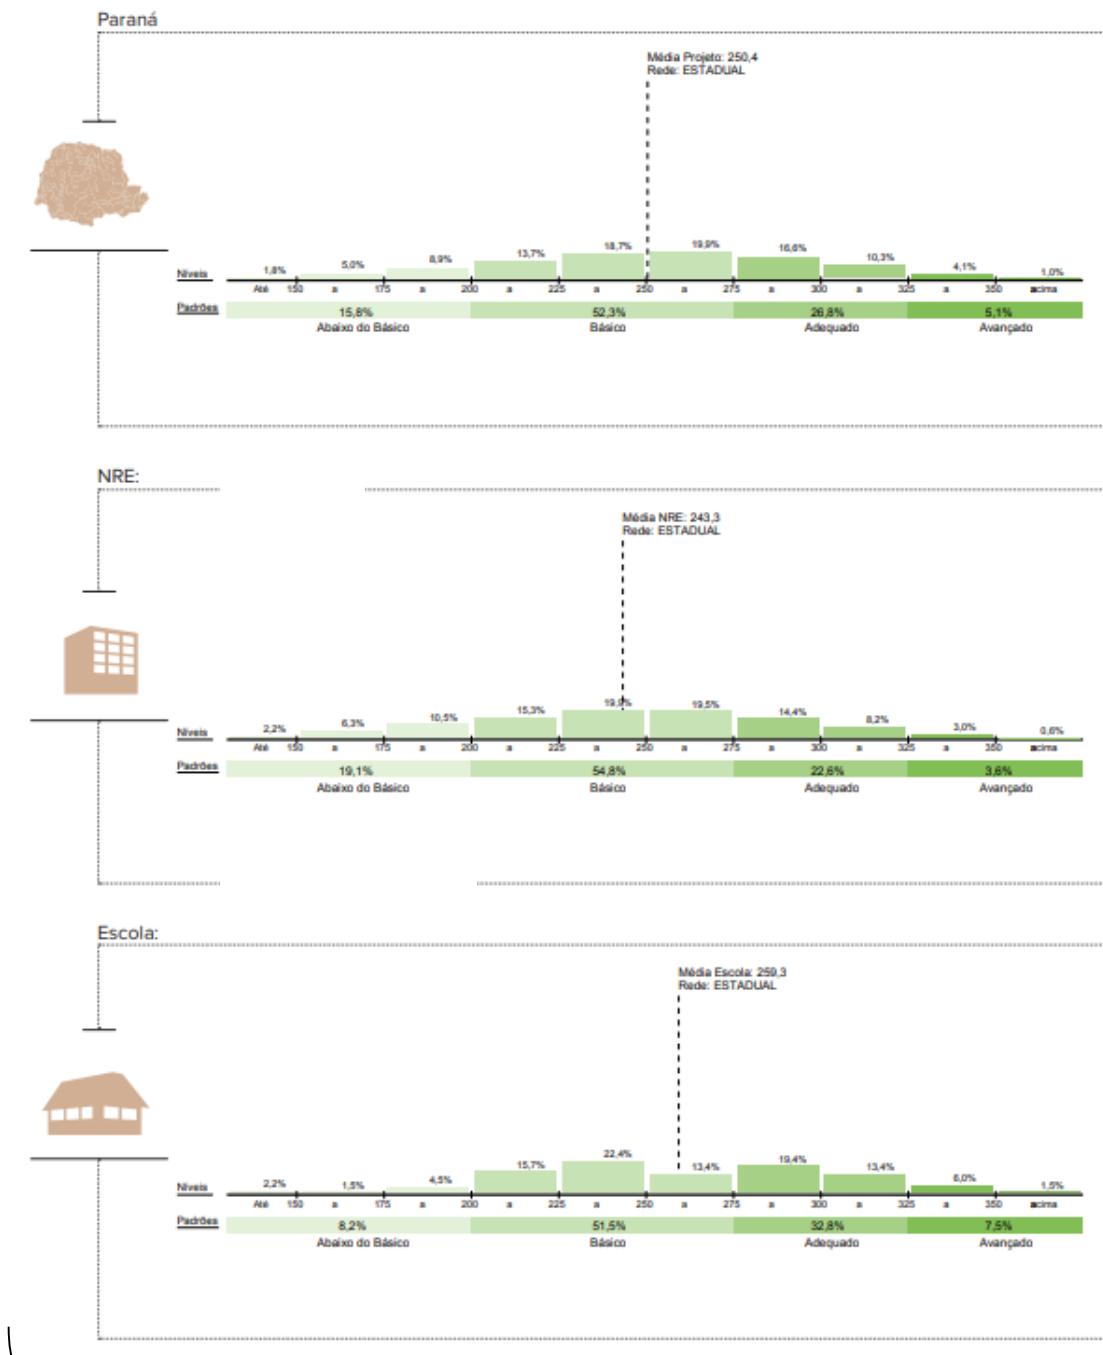 Paraná
Média Projeto: 250,4
Rede: ESTADUAL
Níveis 1,8% 5,0% 8,9% 13,7% 18,7% 19,9% 16,6% 10,3% 4,1% 1,0%
Até 150 a 175 a 200 a 225 a 250 a 275 a 300 a 325 a 350 acima
Padrões 15,8% 52,3% 26,8% 5,1%
Abaixo do Básico Básico Adequado Avançado
NRE:
Média NRE: 243,3
Rede: ESTADUAL
Níveis 2,2% 6,3% 10,5% 15,3% 19,9% 19,5% 14,4% 8,2% 3,0% 0,6%
Até 150 a 175 a 200 a 225 a 250 a 275 a 300 a 325 a 350 acima
Padrões 19,1% 54,8% 22,6% 3,6%
Abaixo do Básico Básico Adequado Avançado
Escola:
Média Escola: 259,3
Rede: ESTADUAL
Níveis 2,2% 1,5% 4,5% 15,7% 22,4% 13,4% 19,4% 13,4% 6,0% 1,5%
Até 150 a 175 a 200 a 225 a 250 a 275 a 300 a 325 a 350 acima
Padrões 8,2% 51,5% 32,8% 7,5%
Abaixo do Básico Básico Adequado Avançado